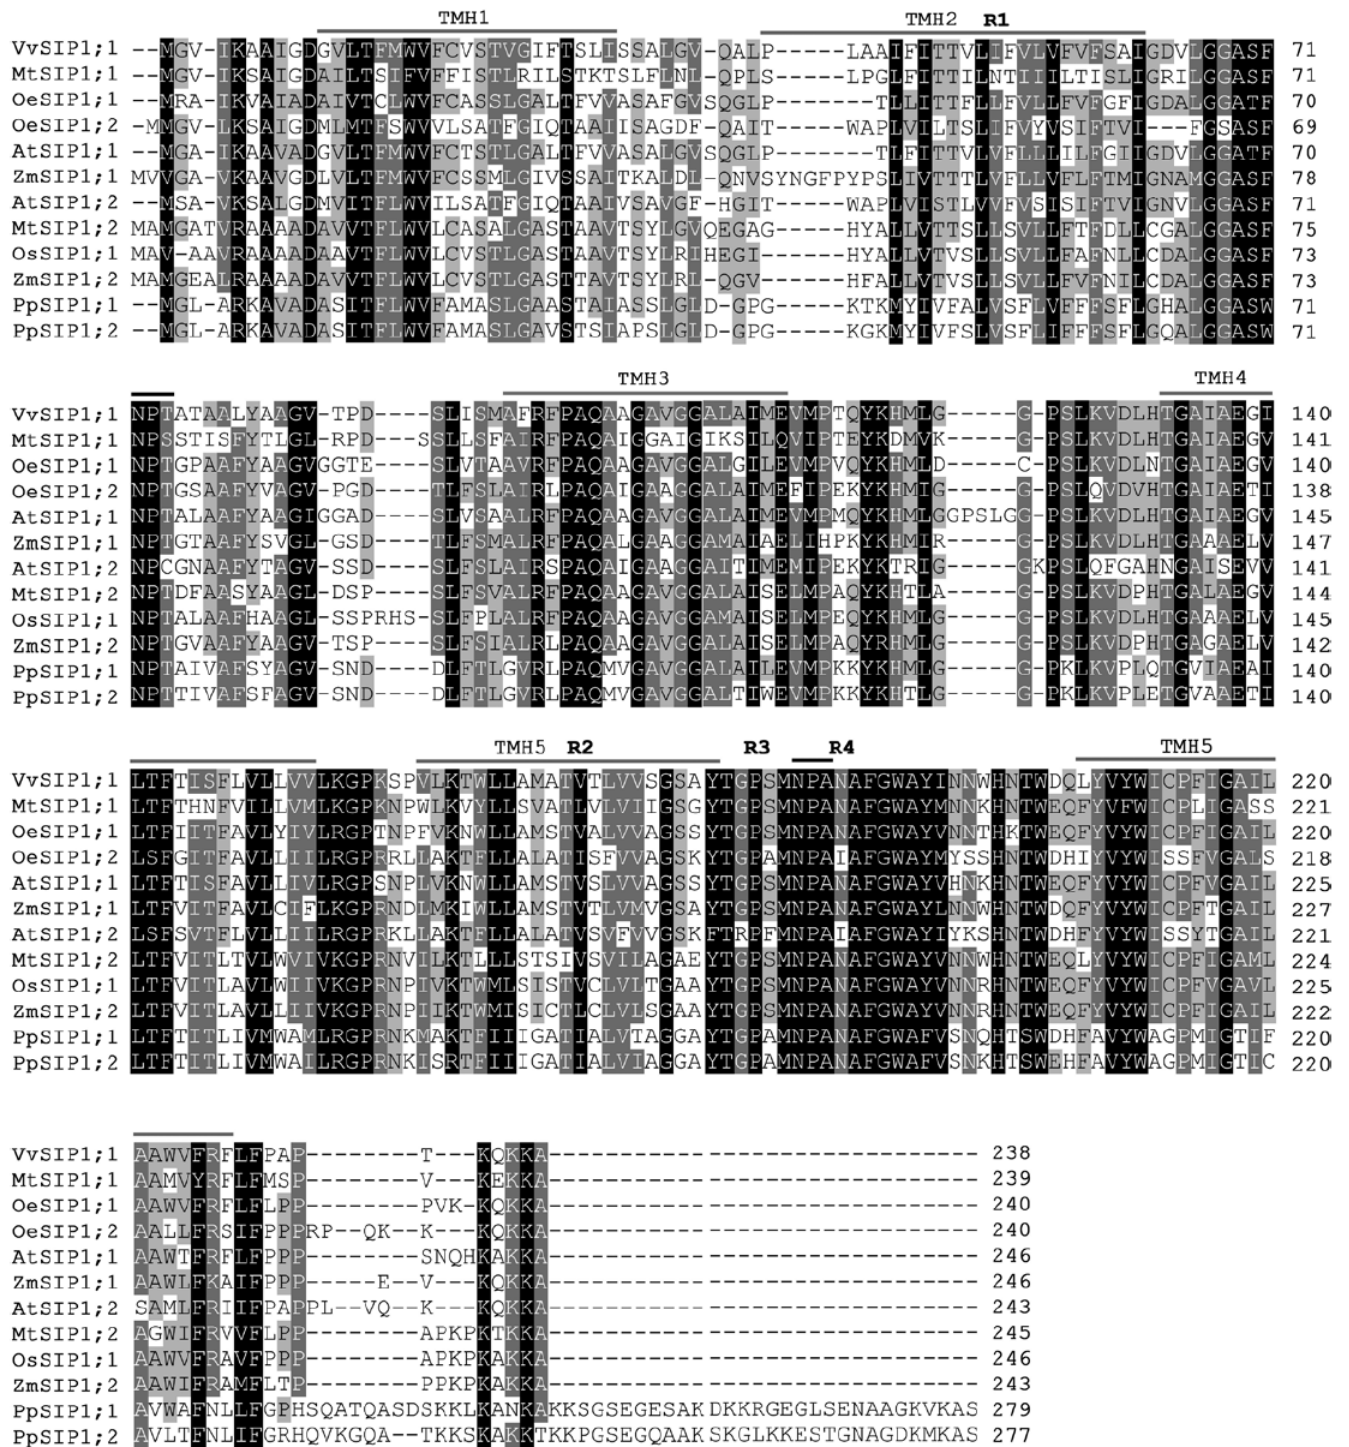 TMH1 TMH2 R1
VvSIP1;1 --MGV-IKAAIGDGVLTFMWVFCVSTVGIFTSLISSALGV-QALP------LAAIFITTVLIFVLVFVFSAIGDVLGGASF 71
MtSIP1;1 --MGV-IKSAIGDAILTSIFVFFISTLRILSTKTSLFLNL-QPLS------LPGLFITTILNTIIILTISLIGRILGGASF 71
OeSIP1;1 --MRA-IKVAIADAIVTCLWVFCASSLGALTFVVASAFGVSQGLP--------TLLITTFLLFVLLFVFGFIGDALGGATF 70
OeSIP1;2 -MMGV-LKSAIGDMLMTFSWVVLSATFGIQTAAIISAGDF-QAIT------WAPLVILTSLIFVYVSIFTVI---FGSASF 69
AtSIP1;1 --MGA-IKAAVADGVLTFMWVFCTSTLGALTFVVASALGVSQGLP--------TLFITTVLVFLLLILFGIIGDVLGGATF 70
ZmSIP1;1 MVVGA-VKAAVGDLVLTFMWVFCSSMLGIVSSAITKALDL-QNVSYNGFPYPSLIVTTTLVFLLVFLFTMIGNAMGGASF 78
AtSIP1;2 --MSA-VKSALGDMVITFLWVILSATFGIQTAAIVSAVGF-HGIT------WAPLVISTLVVFVSISIFTVIGNVLGGASF 71
MtSIP1;2 MAMGATVRAAAADAVVTFLWVLCASALGASTAAVTSYLGVQEGAG------HYALLVTTSLLSVLLFTFDLLCGALGGASF 75
OsSIP1;1 MAV-AAVRAAAADAAVTFLWVLCVSTLGASTAAVTSYLRIHEGI-------HYALLVTVSLLSVLLFAFNLLCDALGGASF 73
ZmSIP1;2 MAMGEALRAAAADAVVTFLWVLCVSTLGASTTAVTSYLRL-QGV-------HFALLVTVSLLSVLLFVFNILCDALGGASF 73
PpSIP1;1 --MGL-ARKAVADASITFLWVFAMASLGAASTAIASSLGLD-GPG------KTKMYIVFALVSFLVFFFSFLGHALGGASW 71
PpSIP1;2 --MGL-ARKAVADASITFLWVFAMASLGAVSTSIAPSLGLD-GPG------KGKMYIVFSLVSFLIFFFSFLGQALGGASW 71
TMH3 TMH4
VvSIP1;1 NPTATAALYAAGV-TPD----SLISMAFRFPAQAAGAVGGALAIMEVMPTQYKHMLG-----G-PSLKVDLHTGAIAEGI 140
MtSIP1;1 NPSSTISFYTLGL-RPD---SSLLSFAIRFPAQAIGGAIGIKSILQVIPTEYKDMVK-----G-PSLKVDLHTGAIAEGV 141
OeSIP1;1 NPTGPAAFYAAGVGGTE----SLVTAAVRFPAQAAGAVGGALGILEVMPVQYKHMLD-----C-PSLKVDLNTGAIAEGV 140
OeSIP1;2 NPTGSAAFYVAGV-PGD----TLFSLAIRLPAQAIGAAGGALAIMEFIPEKYKHMIG-----G-PSLQVDVHTGAIAETI 138
AtSIP1;1 NPTALAAFYAAGIGGAD----SLVSAALRFPAQAAGAVGGALAIMEVMPMQYKHMLGGPSLGG-PSLKVDLHTGAIAEGV 145
ZmSIP1;1 NPTGTAAFYSVGL-GSD----TLFSMALRFPAQALGAAGGAMAIAELIHPKYKHMIR-----G-PSLKVDLHTGAAAELV 147
AtSIP1;2 NPCGNAAFYTAGV-SSD----SLFSLAIRSPAQAIGAAGGAITIMEMIPEKYKTRIG-----GKPSLQFGAHNGAISEVV 141
MtSIP1;2 NPTDFAASYAAGL-DSP----SLFSVALRFPAQAAGAVGGALAISELMPAQYKHTLA-----G-PSLKVDPHTGALAEGV 144
OsSIP1;1 NPTALAAFHAAGL-SSPRHS-SLFPLALRFPAQAAGAVGGAMAISELMPEQYKHTLG-----G-PSLKVDLHTGAAAELV 145
ZmSIP1;2 NPTGVAAFYAAGV-TSP----SLFSIALRLPAQAAGAVGGALAISELMPAQYRHMLG-----G-PSLKVDPHTGAGAELV 142
PpSIP1;1 NPTAIVAFSYAGV-SND----DLFTLGVRLPAQMVGAVGGALAILEVMPKKYKHMLG-----G-PKLKVPLQTGVIAEAI 140
PpSIP1;2 NPTTIVAFSFAGV-SND----DLFTLGVRLPAQMVGAVGGALTIWEVMPKKYKHTLG-----G-PKLKVPLETGVAAETI 140
TMH5 R2 R3 R4 TMH5
VvSIP1;1 LTFTISFLVLLVVLKGPKSPVLKTWLLAMATVTLVVSGSAYTGPSMNPANAFGWAYINNWHNTWDQLYVYWICPFIGAIL 220
MtSIP1;1 LTFTHNFVILLVMLKGPKNPWLKVYLLSVATLVLVIIGSGYTGPSMNPANAFGWAYMNNKHNTWEQFYVFWICPLIGASS 221
OeSIP1;1 LTFIITFAVLYIVLRGPTNPFVKNWLLAMSTVALVVAGSSYTGPSMNPANAFGWAYVNNTHKTWEQFYVYWICPFIGAIL 220
OeSIP1;2 LSFGITFAVLLIILRGPRRLLAKTFLLALATISFVVAGSKYTGPAMNPAIAFGWAYMYSSHNTWDHIYVYWISSFVGALS 218
AtSIP1;1 LTFTISFAVLLIVLRGPSNPLVKNWLLAMSTVSLVVAGSSYTGPSMNPANAFGWAYVHNKHNTWEQFYVYWICPFVGAIL 225
ZmSIP1;1 LTFVITFAVLCIFLKGPRNDLMKIWLLAMSTVTLVMVGSAYTGPSMNPANAFGWAYLNNWHNTWDQFYVYWICPFTGAIL 227
AtSIP1;2 LSFSVTFLVLLIILRGPRKLLAKTFLLALATVSVFVVGSKFTRPFMNPAIAFGWAYIYKSHNTWDHFYVYWISSYTGAIL 221
MtSIP1;2 LTFVITLTVLWVIVKGPRNVILKTLLLSTSIVSVILAGAEYTGPSMNPANAFGWAYVNNWHNTWEQLYVYWICPFIGAML 224
OsSIP1;1 LTFVITLAVLWIIVKGPRNPIVKTWMLSISTVCLVLTGAAYTGPSMNPANAFGWAYVNNRHNTWEQFYVYWICPFVGAVL 225
ZmSIP1;2 LTFVITLAVLLIIVKGPRNPIIKTWMISICTLCLVLSGAAYTGPSMNPANAFGWAYVNNRHNTWEQFYVYWICPFIGAIL 222
PpSIP1;1 LTFTITLIVMWAMLRGPRNKMAKTFIIIGATIALVTAGGAYTGPAMNPANAFGWAFVSNQHTSWDHFAVYWAGPMIGTIF 220
PpSIP1;2 LTFTITLIVMWAILRGPRNKISRTFIIIGATIALVIAGGAYTGPAMNPANAFGWAFVSNKHTSWEHFAVYWAGPMIGTIC 220
VvSIP1;1 AAWVFRFLFPAP--------T---KQKKA------------------------------ 238
MtSIP1;1 AAMVYRFLFMSP--------V---KEKKA------------------------------ 239
OeSIP1;1 AAWVFRFLFLPP--------PVK-KQKKA------------------------------ 240
OeSIP1;2 AALLFRSIFPPPRP--QK--K---KQKKA------------------------------ 240
AtSIP1;1 AAWTFRFLFPPP--------SNQHKAKKA------------------------------ 246
ZmSIP1;1 AAWLFKAIFPPP-----E--V---KQKKA------------------------------ 246
AtSIP1;2 SAMLFRIIFPAPPL--VQ--K---KQKKA------------------------------ 243
MtSIP1;2 AGWIFRVVFLPP--------APKPKTKKA------------------------------ 245
OsSIP1;1 AAWVFRAVFPPP--------APKPKAKKA------------------------------ 246
ZmSIP1;2 AAWIFRAMFLTP--------PPKPKAKKA------------------------------ 243
PpSIP1;1 AVWAFNLLFGPHSQATQASDSKKLKANKAKKSGSEGESAKDKKRGEGLSENAAGKVKAS 279
PpSIP1;2 AVLTFNLIFGRHQVKGQA--TKKSKAKKTKKPGSEGQAAKSKGLKKESTGNAGDKMKAS 277